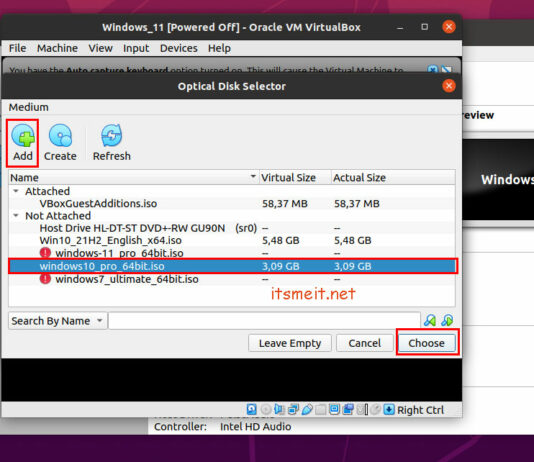 Windows_11 [Powered Off] - Oracle VM VirtualBox
File Machine View Input Devices Help
You have the Auto capture keyboard option turned on. This will cause the Virtual Machine to
Optical Disk Selector
Medium
review
Add Create Refresh
Name Virtual Size Actual Size
Windows
Attached
VBoxGuestAdditions.iso 58,37 MB 58,37 MB
Not Attached
Host Drive HL-DT-ST DVD+-RW GU90N (sr0) -- --
Win10_21H2_English_x64.iso 5,48 GB 5,48 GB
windows-11_pro_64bit.iso -- --
windows10_pro_64bit.iso 3,09 GB 3,09 GB
windows7_ultimate_64bit.iso -- --
itsmeit.net
Search By Name
Leave Empty Cancel Choose
Right Ctrl
Controller: Intel HD Audio